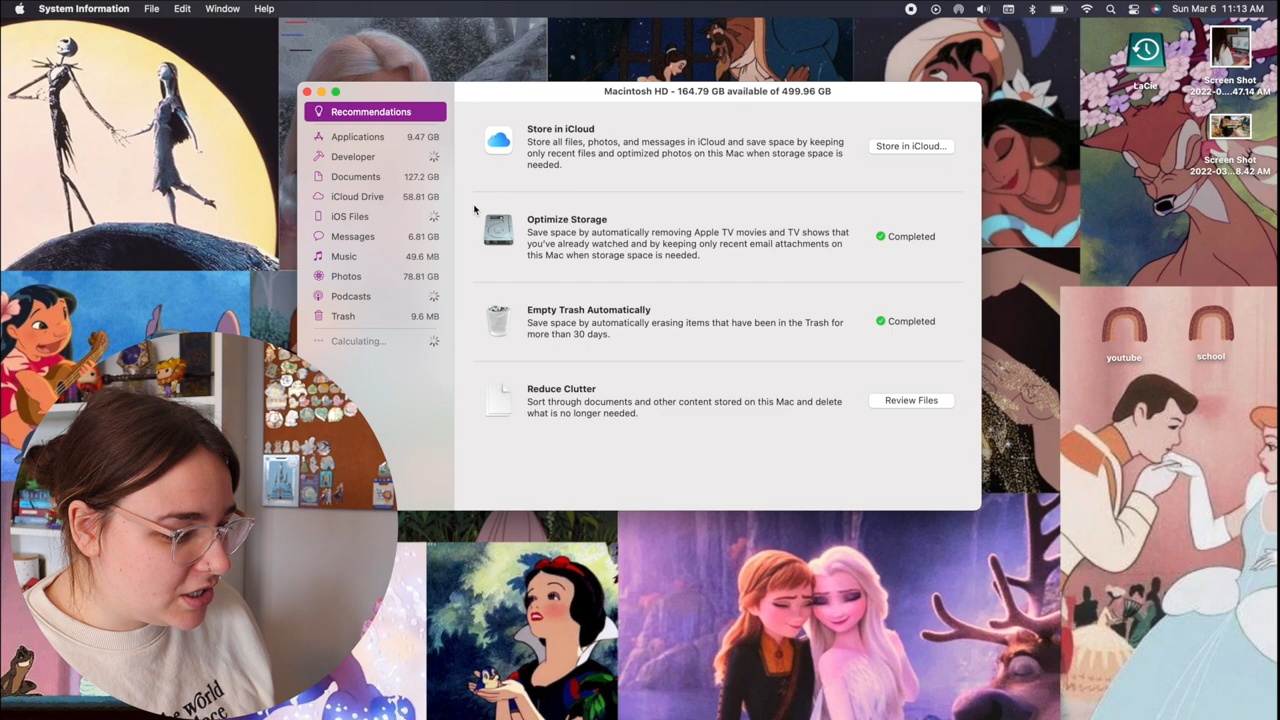 System Information File Edit Window Help Sun Mar 6 11:13 AM
Macintosh HD - 164.79 GB available of 499.96 GB
Recommendations
Applications 9.47 GB
Developer
Documents 127.2 GB
iCloud Drive 58.81 GB
iOS Files
Messages 6.81 GB
Music 49.6 MB
Photos 78.81 GB
Podcasts
Trash 9.6 MB
Calculating...
Store in iCloud
Store all files, photos, and messages in iCloud and save space by keeping
only recent files and optimized photos on this Mac when storage space is
needed.
Store in iCloud...
Optimize Storage
Save space by automatically removing Apple TV movies and TV shows that
you've already watched and by keeping only recent email attachments on
this Mac when storage space is needed.
Completed
Empty Trash Automatically
Save space by automatically erasing items that have been in the Trash for
more than 30 days.
Completed
Reduce Clutter
Sort through documents and other content stored on this Mac and delete
what is no longer needed.
Review Files
LaCie
Screen Shot
2022-0....47.14 AM
Screen Shot
2022-03...8.42 AM
youtube
school
world